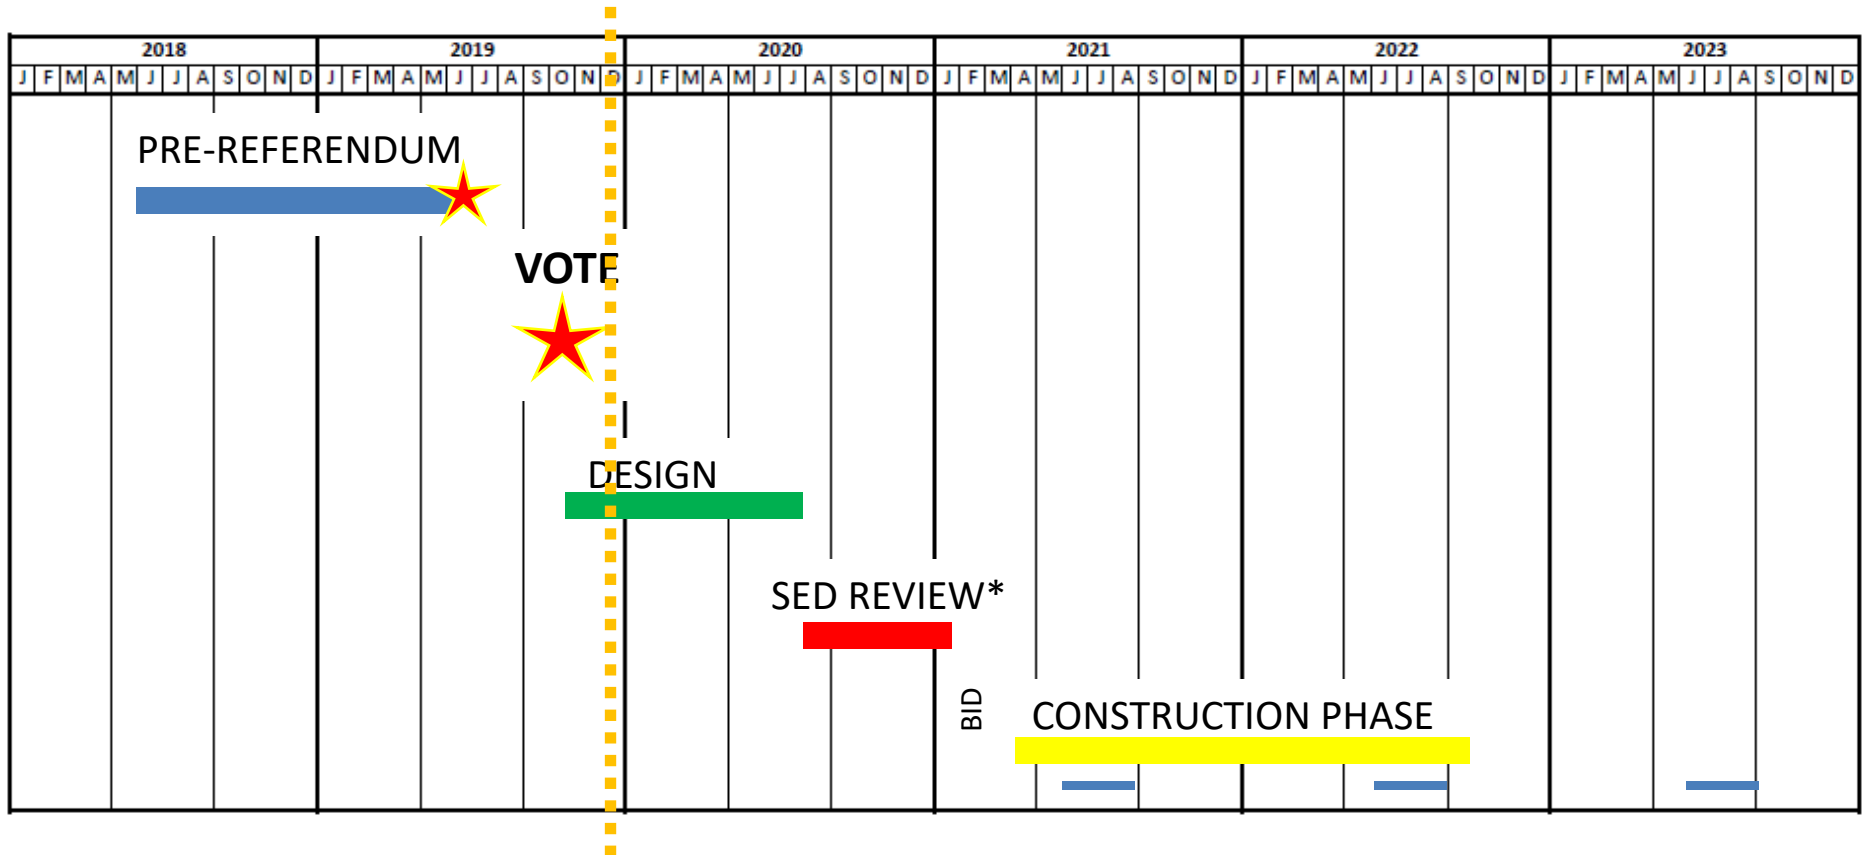 2018 2019 2020 2021 2022 2023
J F M A M J J A S O N D J F M A M J J A S O N D J F M A M J J A S O N D J F M A M J J A S O N D J F M A M J J A S O N D J F M A M J J A S O N D
PRE-REFERENDUM
VOTE
DESIGN
SED REVIEW*
BID
CONSTRUCTION PHASE